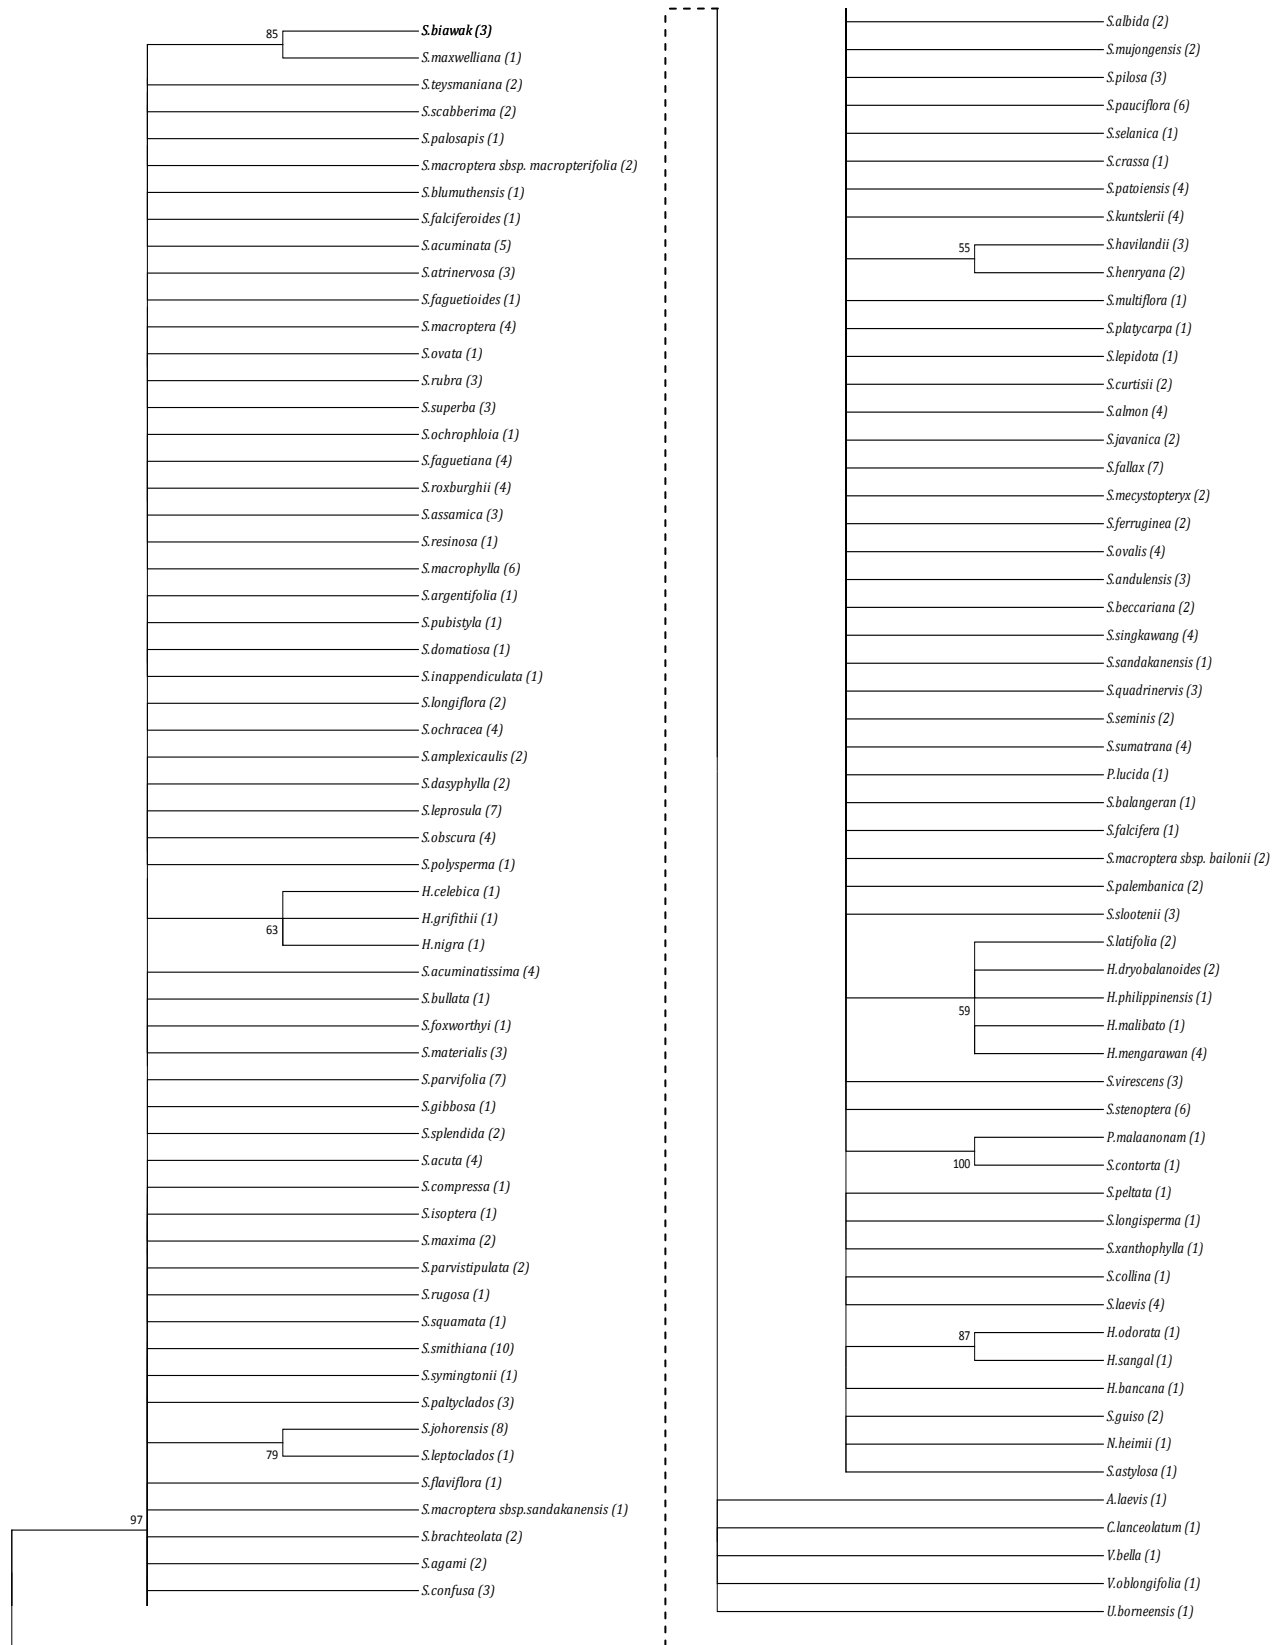 85
S.biawak (3)
S.maxwelliana (1)
S.teysmaniana (2)
S.scabberima (2)
S.palosapis (1)
S.macroptera sbsp. macropterifolia (2)
S.blumuthensis (1)
S.falciferoides (1)
S.acuminata (5)
S.atrinervosa (3)
S.faguetioides (1)
S.macroptera (4)
S.ovata (1)
S.rubra (3)
S.superba (3)
S.ochrophloia (1)
S.faguetiana (4)
S.roxburghii (4)
S.assamica (3)
S.resinosa (1)
S.macrophylla (6)
S.argentifolia (1)
S.pubistyla (1)
S.domatiosa (1)
S.inappendiculata (1)
S.longiflora (2)
S.ochracea (4)
S.amplexicaulis (2)
S.dasyphylla (2)
S.leprosula (7)
S.obscura (4)
S.polysperma (1)
H.celebica (1)
H.grifithii (1)
63
H.nigra (1)
S.acuminatissima (4)
S.bullata (1)
S.foxworthyi (1)
S.materialis (3)
S.parvifolia (7)
S.gibbosa (1)
S.splendida (2)
S.acuta (4)
S.compressa (1)
S.isoptera (1)
S.maxima (2)
S.parvistipulata (2)
S.rugosa (1)
S.squamata (1)
S.smithiana (10)
S.symingtonii (1)
S.paltyclados (3)
S.johorensis (8)
79
S.leptoclados (1)
S.flaviflora (1)
S.macroptera sbsp.sandakanensis (1)
97
S.brachteolata (2)
S.agami (2)
S.confusa (3)
S.albida (2)
S.mujongensis (2)
S.pilosa (3)
S.pauciflora (6)
S.selanica (1)
S.crassa (1)
S.patoiensis (4)
S.kuntslerii (4)
55
S.havilandii (3)
S.henryana (2)
S.multiflora (1)
S.platycarpa (1)
S.lepidota (1)
S.curtisii (2)
S.almon (4)
S.javanica (2)
S.fallax (7)
S.mecystopteryx (2)
S.ferruginea (2)
S.ovalis (4)
S.andulensis (3)
S.beccariana (2)
S.singkawang (4)
S.sandakanensis (1)
S.quadrinervis (3)
S.seminis (2)
S.sumatrana (4)
P.lucida (1)
S.balangeran (1)
S.falcifera (1)
S.macroptera sbsp. bailonii (2)
S.palembanica (2)
S.slootenii (3)
S.latifolia (2)
H.dryobalanoides (2)
H.philippinensis (1)
59
H.malibato (1)
H.mengarawan (4)
S.virescens (3)
S.stenoptera (6)
P.malaanonam (1)
100
S.contorta (1)
S.peltata (1)
S.longisperma (1)
S.xanthophylla (1)
S.collina (1)
S.laevis (4)
87
H.odorata (1)
H.sangal (1)
H.bancana (1)
S.guiso (2)
N.heimii (1)
S.astylosa (1)
A.laevis (1)
C.lanceolatum (1)
V.bella (1)
V.oblongifolia (1)
U.borneensis (1)